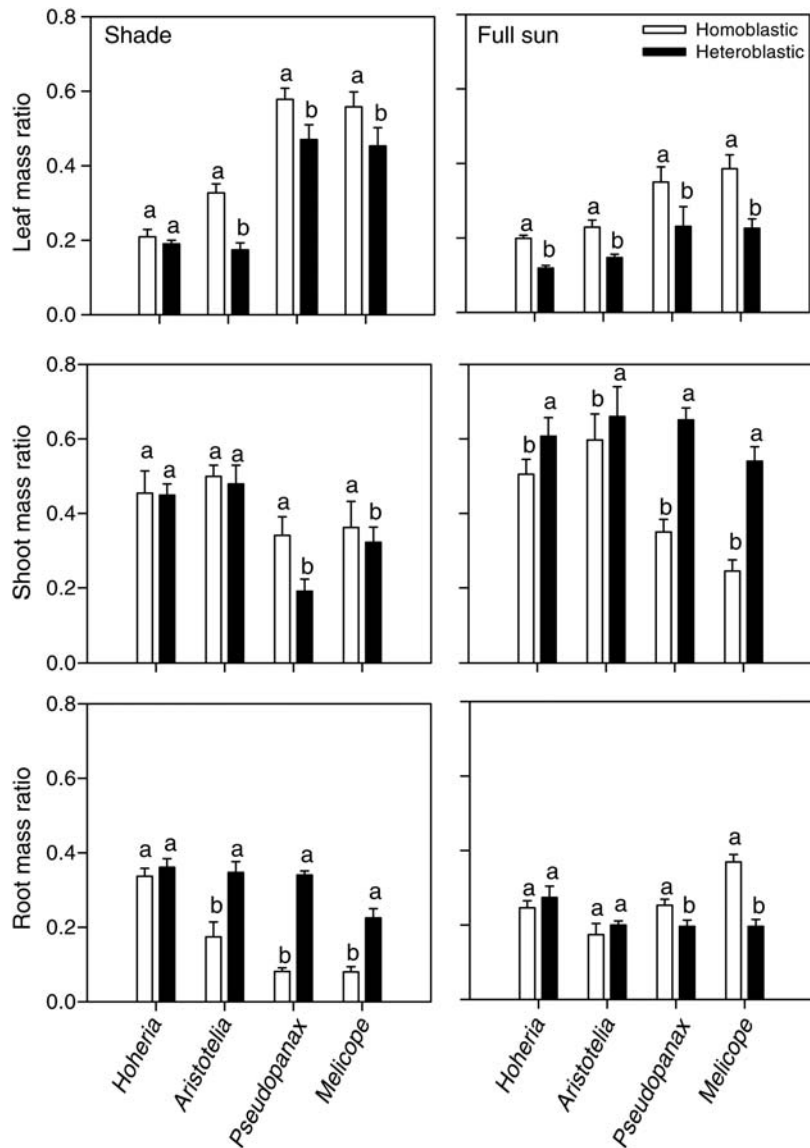 Shade
Full sun
Homoblastic
Heteroblastic
Leaf mass ratio
0.8
0.6
0.4
0.2
0.0
a a a b a b a b
a b a b a b a b
Shoot mass ratio
0.8
0.6
0.4
0.2
0.0
a a a a a b a b
b a b a b a b a
Root mass ratio
0.8
0.6
0.4
0.2
0.0
a a b a b a b a
a a a a a b a b
Hoheria
Aristotelia
Pseudopanax
Melicope
Hoheria
Aristotelia
Pseudopanax
Melicope